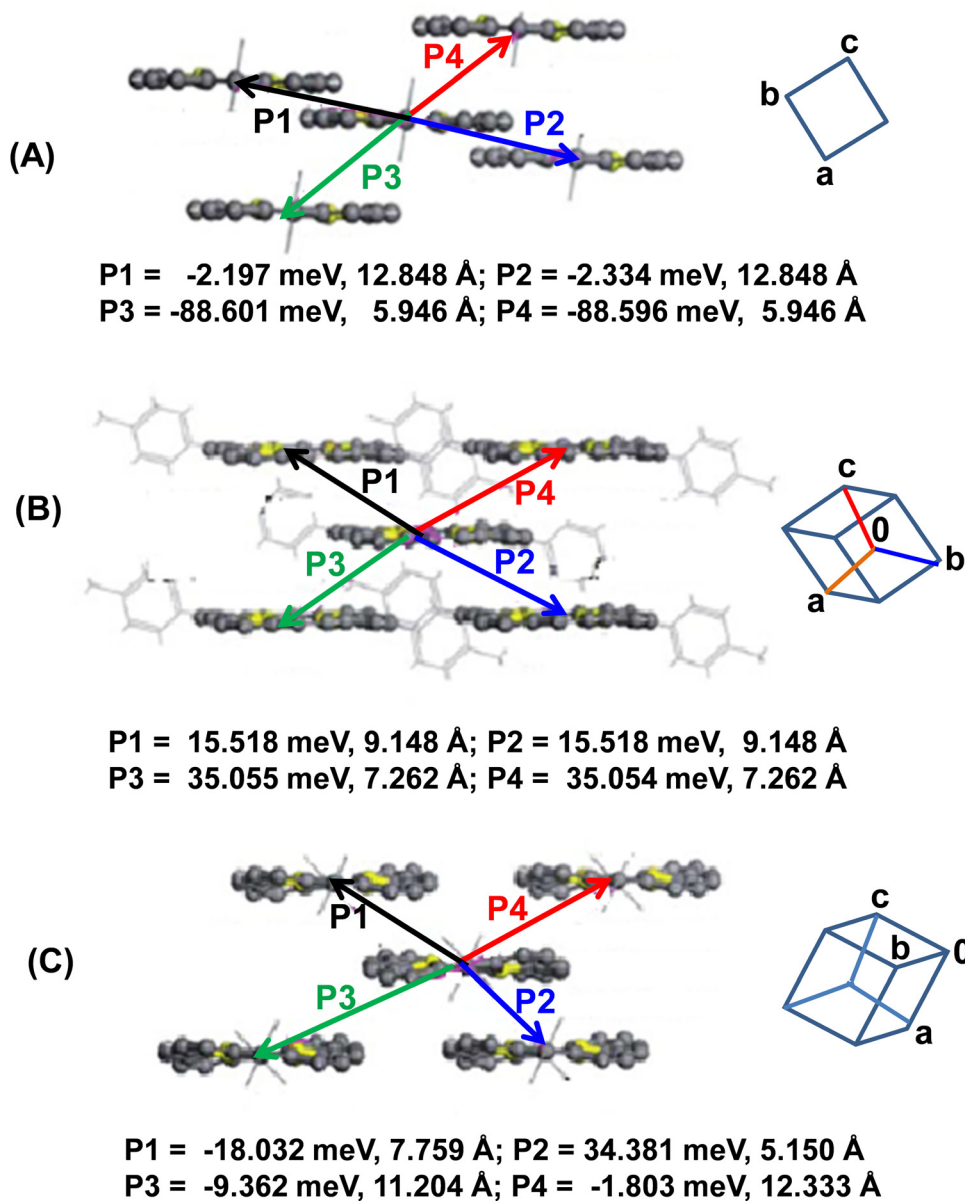 P4
c
P1
b
P2
(A)
a
P3
P1 = -2.197 meV, 12.848 Å; P2 = -2.334 meV, 12.848 Å
P3 = -88.601 meV, 5.946 Å; P4 = -88.596 meV, 5.946 Å
c
P1
P4
0
(B)
P3
P2
b
a
P1 = 15.518 meV, 9.148 Å; P2 = 15.518 meV, 9.148 Å
P3 = 35.055 meV, 7.262 Å; P4 = 35.054 meV, 7.262 Å
c
P1
P4
b
0
(C)
P3
P2
a
P1 = -18.032 meV, 7.759 Å; P2 = 34.381 meV, 5.150 Å
P3 = -9.362 meV, 11.204 Å; P4 = -1.803 meV, 12.333 Å